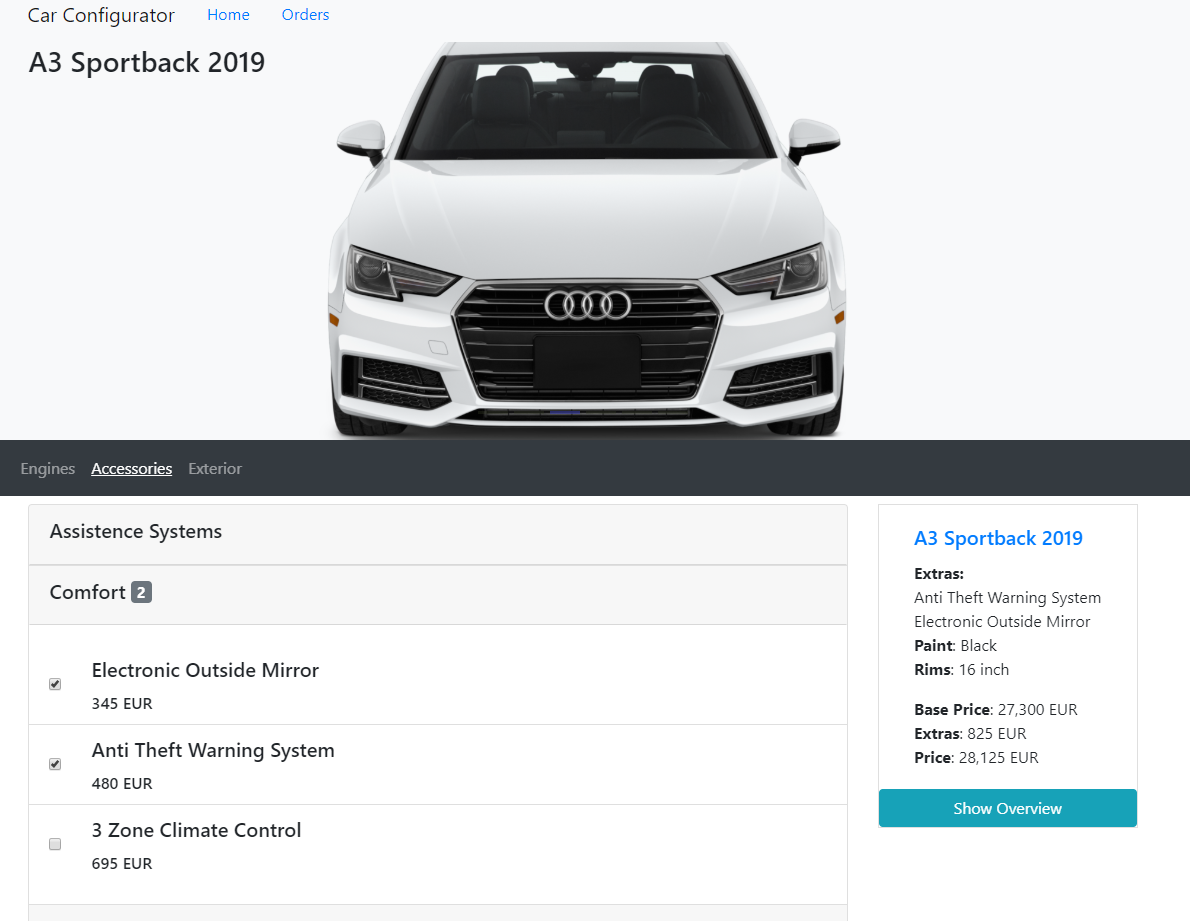 Car Configurator Home Orders
A3 Sportback 2019
Engines Accessories Exterior
Assistence Systems
Comfort 2
Electronic Outside Mirror
345 EUR
Anti Theft Warning System
480 EUR
3 Zone Climate Control
695 EUR
A3 Sportback 2019
Extras:
Anti Theft Warning System
Electronic Outside Mirror
Paint: Black
Rims: 16 inch
Base Price: 27,300 EUR
Extras: 825 EUR
Price: 28,125 EUR
Show Overview